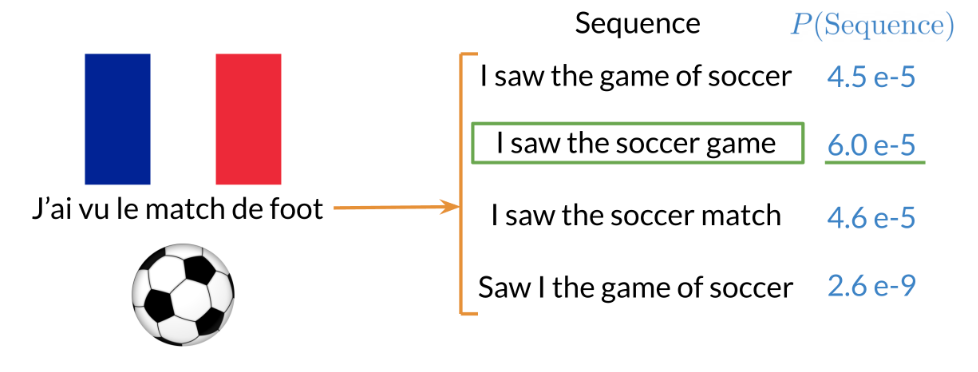 Sequence P(Sequence)
I saw the game of soccer 4.5 e-5
I saw the soccer game 6.0 e-5
J'ai vu le match de foot
I saw the soccer match 4.6 e-5
Saw I the game of soccer 2.6 e-9